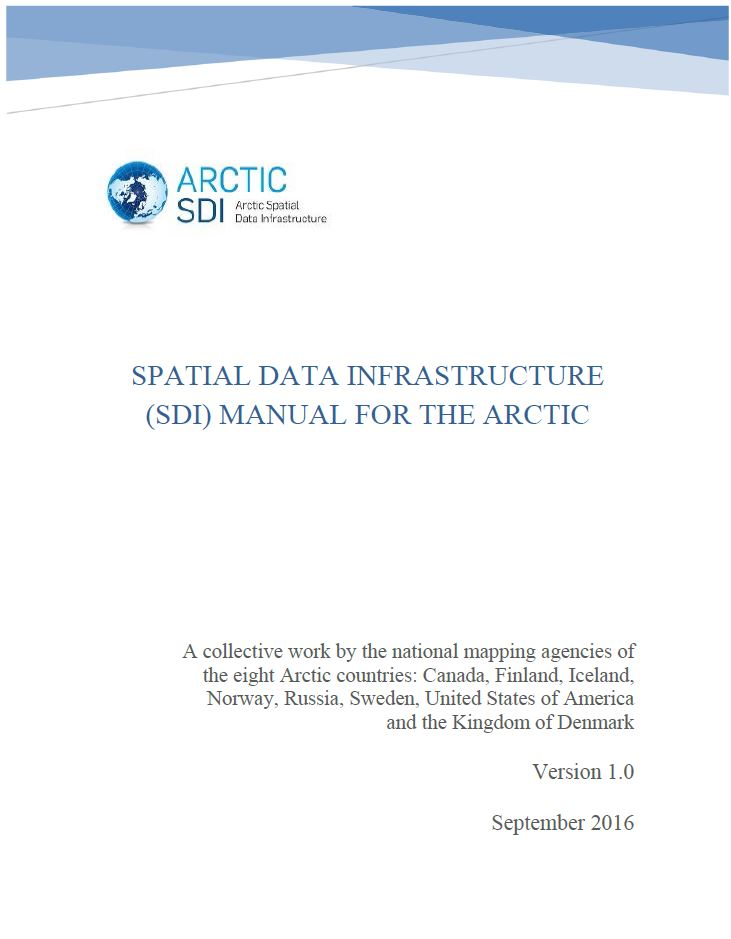 ARCTIC
SDI Arctic Spatial
Data Infrastructure
SPATIAL DATA INFRASTRUCTURE
(SDI) MANUAL FOR THE ARCTIC
A collective work by the national mapping agencies of
the eight Arctic countries: Canada, Finland, Iceland,
Norway, Russia, Sweden, United States of America
and the Kingdom of Denmark
Version 1.0
September 2016